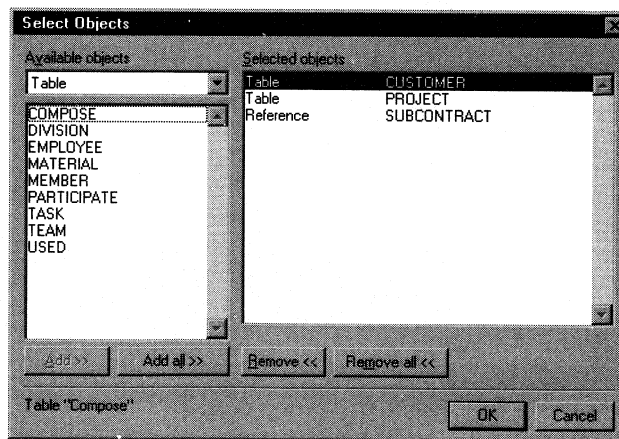 Select Objects
Available objects
Table
COMPOSE
DIVISION
EMPLOYEE
MATERIAL
MEMBER
PARTICIPATE
TASK
TEAM
USED
Selected objects
Table CUSTOMER
Table PROJECT
Reference SUBCONTRACT
Add >>
Add all >>
Remove <<
Remove all <<
Table "Compose"
OK
Cancel